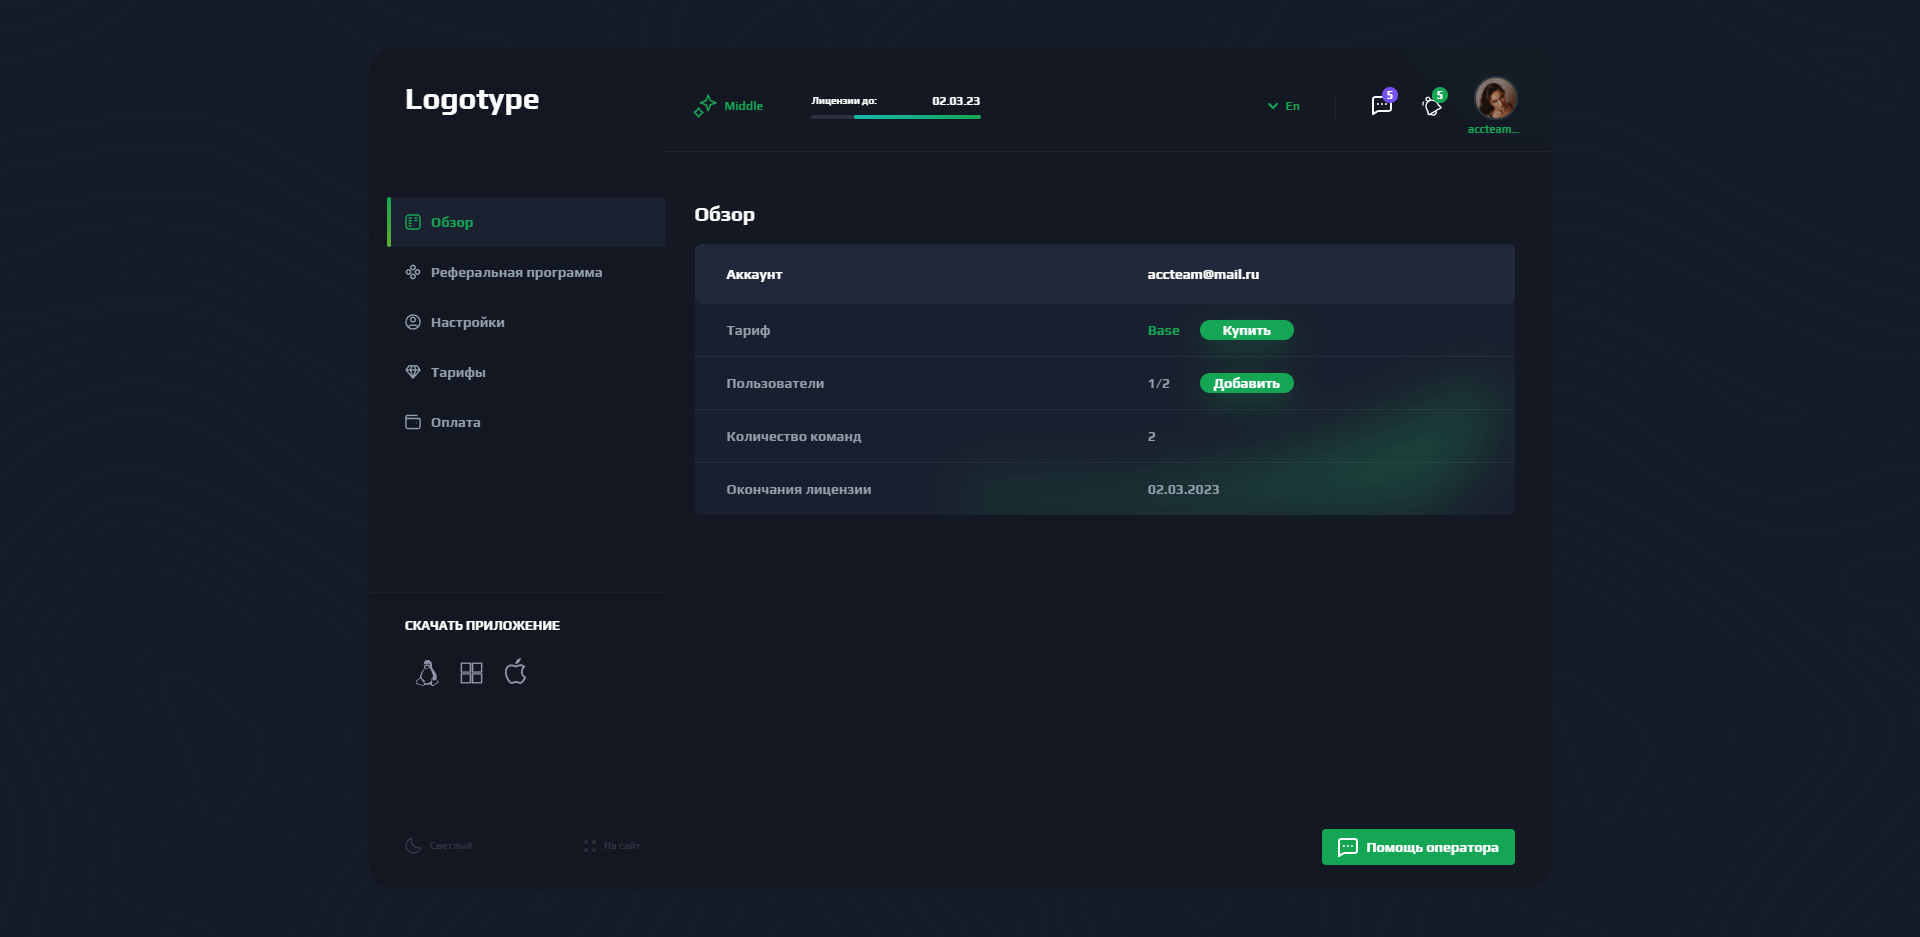 Logotype
Middle
Лицензии до:
02.03.23
En
5
5
accteam...
Обзор
Реферальная программа
Настройки
Тарифы
Оплата
СКАЧАТЬ ПРИЛОЖЕНИЕ
Светлый
На сайт
Обзор
Аккаунт accteam@mail.ru
Тариф Base Купить
Пользователи 1/2 Добавить
Количество команд 2
Окончания лицензии 02.03.2023
Помощь оператора